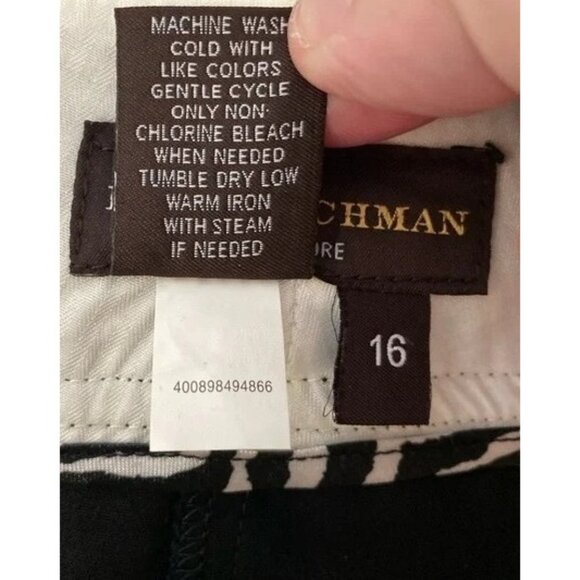 MACHINE WASH
COLD WITH
LIKE COLORS
GENTLE CYCLE
ONLY NON-
CHLORINE BLEACH
WHEN NEEDED
TUMBLE DRY LOW
WARM IRON
WITH STEAM
IF NEEDED
CHMAN
ORE
16
400898494866